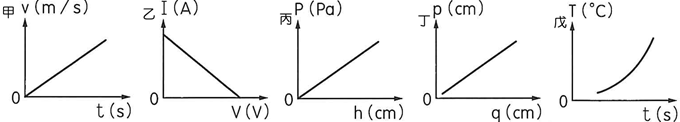 甲 v(m/s)
0
t(s)
乙 I(A)
0
V(V)
丙 P(Pa)
0
h(cm)
丁 p(cm)
0
q(cm)
戊 T(°C)
0
t(s)